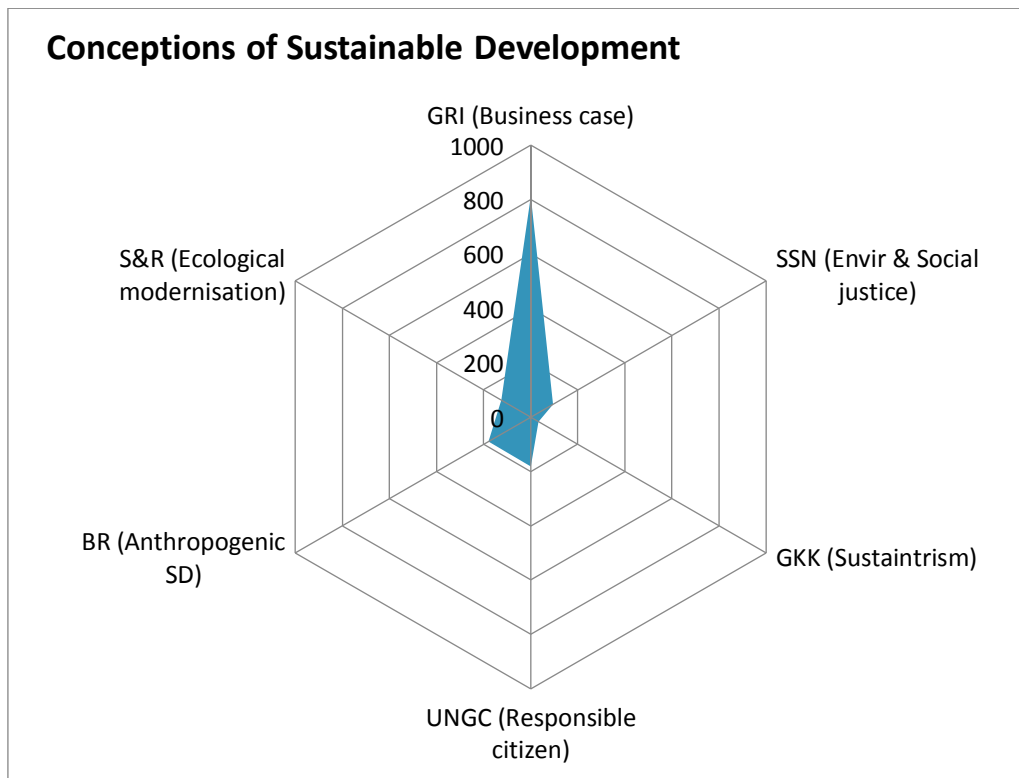 Conceptions of Sustainable Development
GRI (Business case)
1000
800
600
400
200
0
SSN (Envir & Social
justice)
GKK (Sustaintrism)
UNGC (Responsible
citizen)
BR (Anthropogenic
SD)
S&R (Ecological
modernisation)